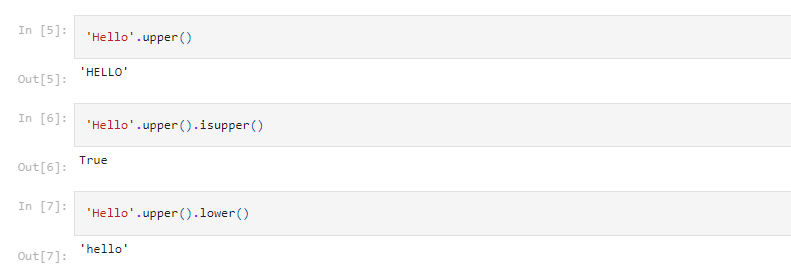 In [5]: 'Hello'.upper()
Out[5]: 'HELLO'
In [6]: 'Hello'.upper().isupper()
Out[6]: True
In [7]: 'Hello'.upper().lower()
Out[7]: 'hello'